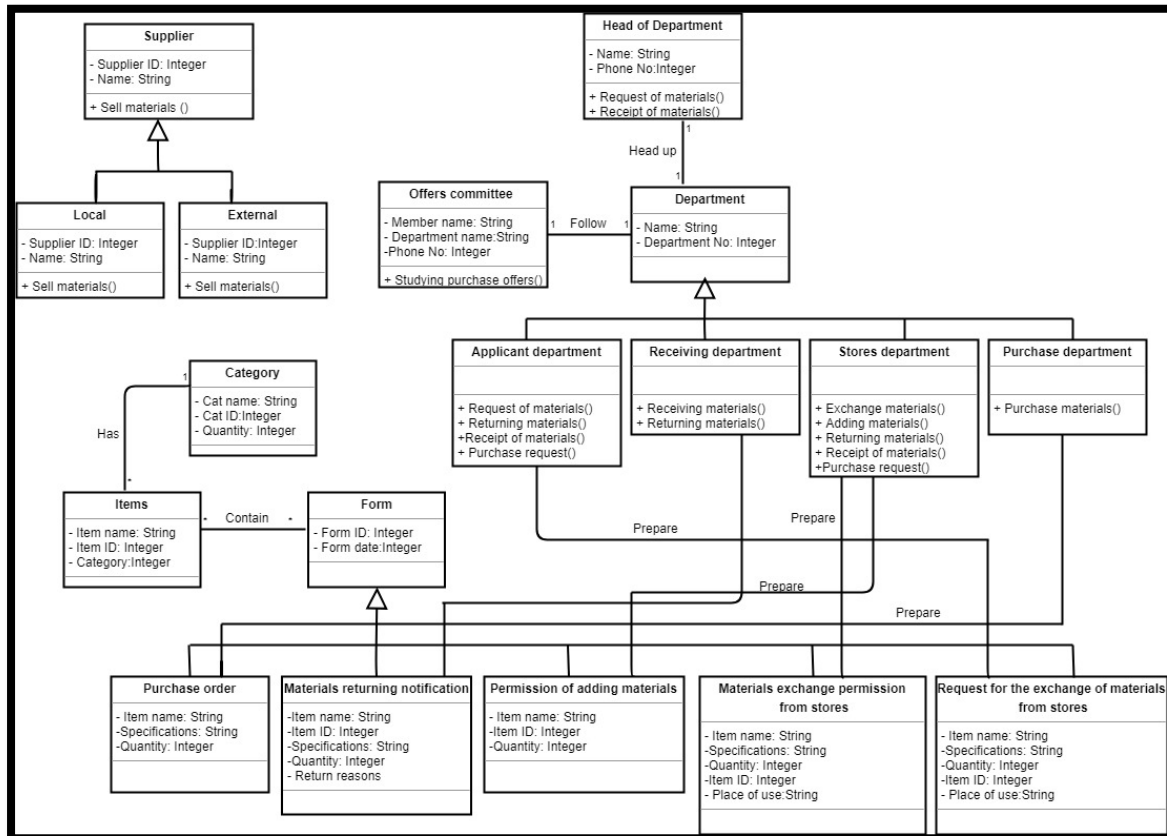 Supplier
- Supplier ID: Integer
- Name: String
+ Sell materials ()
Head of Department
- Name: String
- Phone No:Integer
+ Request of materials()
+ Receipt of materials()
1
Head up
1
Local
- Supplier ID: Integer
- Name: String
+ Sell materials()
External
- Supplier ID:Integer
- Name: String
+ Sell materials()
Offers committee
- Member name: String
- Department name:String
-Phone No: Integer
+ Studying purchase offers()
1 Follow 1
Department
- Name: String
- Department No: Integer
Applicant department
+ Request of materials()
+ Returning materials()
+Receipt of materials()
+ Purchase request()
Receiving department
+ Receiving materials()
+ Returning materials()
Stores department
+ Exchange materials()
+ Adding materials()
+ Returning materials()
+ Receipt of materials()
+Purchase request()
Purchase department
+ Purchase materials()
Category
- Cat name: String
- Cat ID:Integer
- Quantity: Integer
1
Has
*
Items
- Item name: String
- Item ID: Integer
- Category:Integer
* Contain *
Form
- Form ID: Integer
- Form date:Integer
Prepare
Prepare
Prepare
Prepare
Purchase order
- Item name: String
-Specifications: String
-Quantity: Integer
Materials returning notification
-Item name: String
-Item ID: Integer
-Specifications: String
-Quantity: Integer
- Return reasons
Permission of adding materials
- Item name: String
-Item ID: Integer
-Quantity: Integer
Materials exchange permission
from stores
- Item name: String
-Specifications: String
-Quantity: Integer
-Item ID: Integer
- Place of use:String
Request for the exchange of materials
from stores
- Item name: String
-Specifications: String
-Quantity: Integer
-Item ID: Integer
- Place of use:String